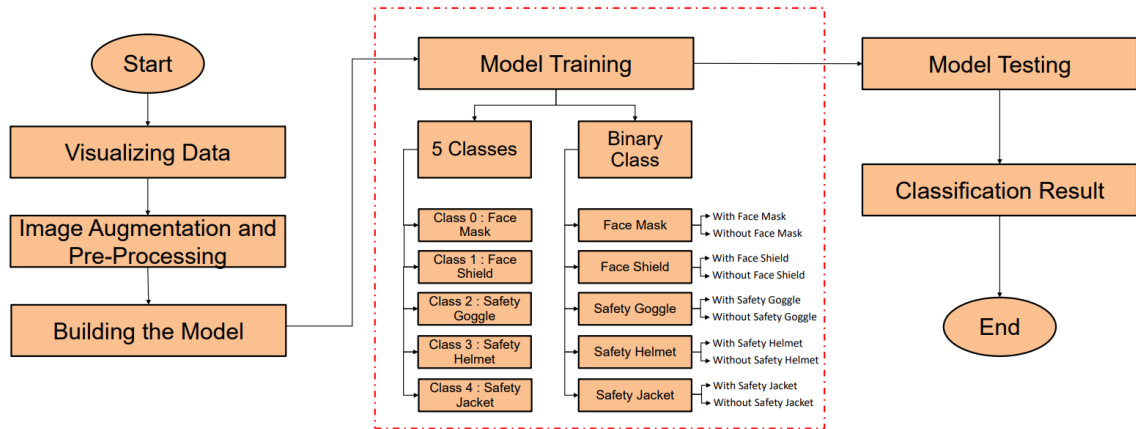 Start
Visualizing Data
Image Augmentation and
Pre-Processing
Building the Model
Model Training
5 Classes
Class 0 : Face
Mask
Class 1 : Face
Shield
Class 2 : Safety
Goggle
Class 3 : Safety
Helmet
Class 4 : Safety
Jacket
Binary
Class
Face Mask
With Face Mask
Without Face Mask
Face Shield
With Face Shield
Without Face Shield
Safety Goggle
With Safety Goggle
Without Safety Goggle
Safety Helmet
With Safety Helmet
Without Safety Helmet
Safety Jacket
With Safety Jacket
Without Safety Jacket
Model Testing
Classification Result
End